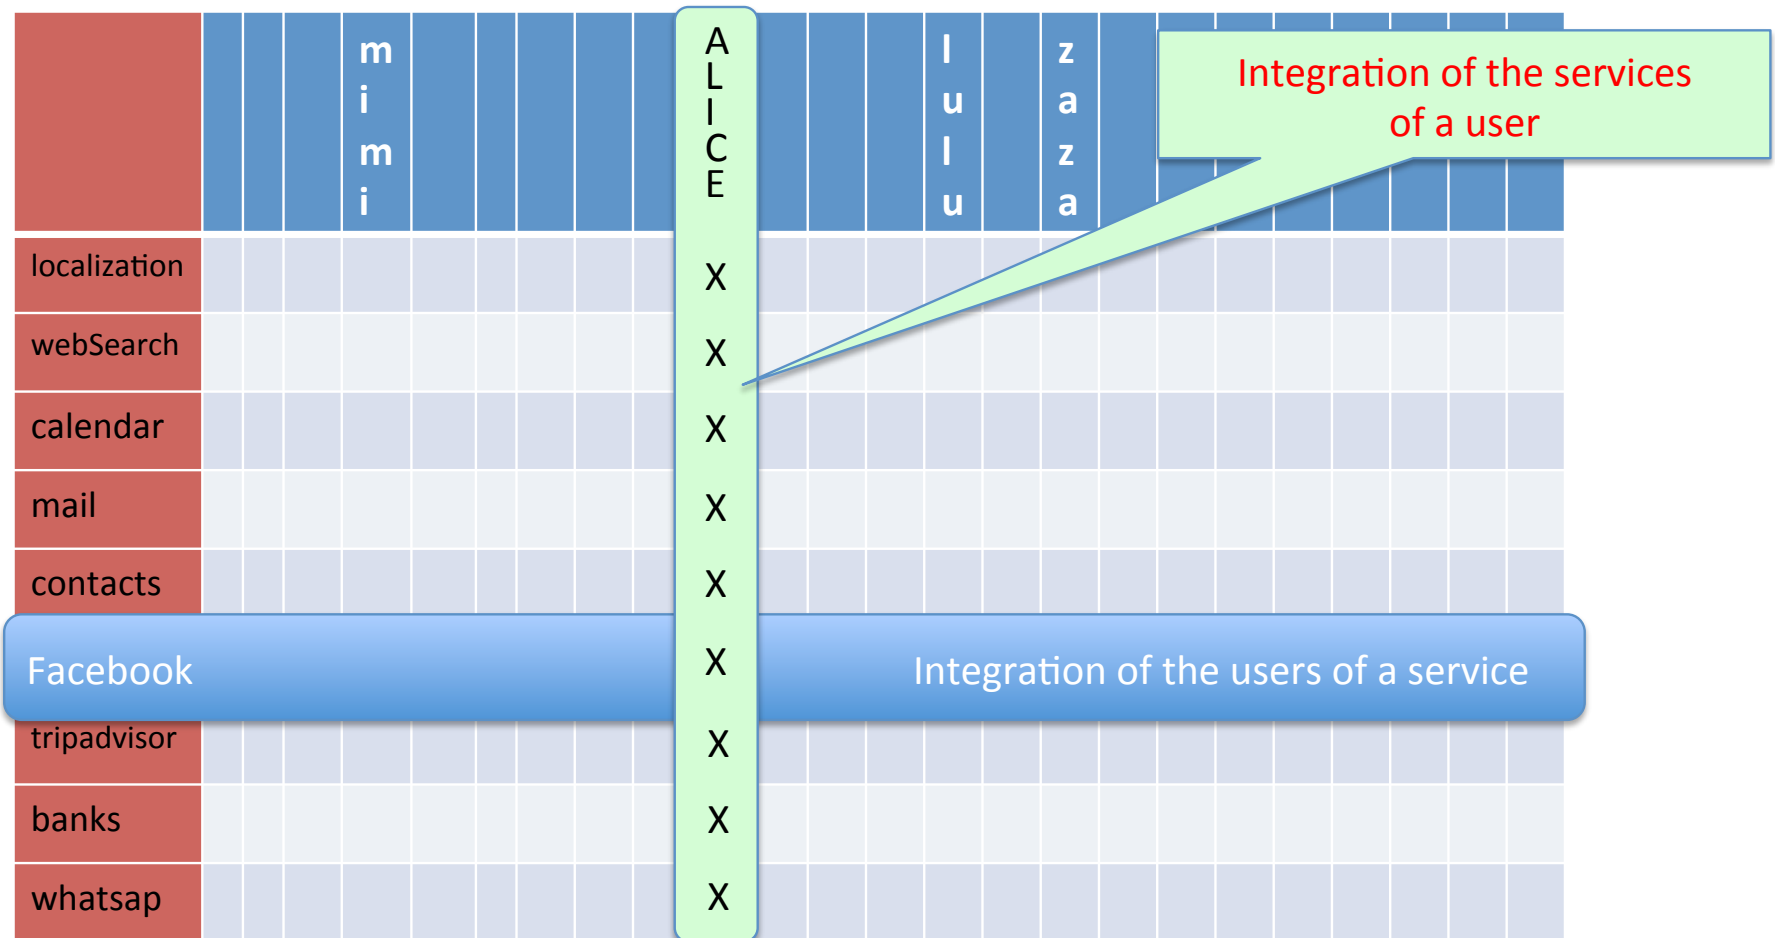 mimi
ALICE
lulu
zaza
Integration of the services
of a user
localization X
webSearch X
calendar X
mail X
contacts X
Facebook X Integration of the users of a service
tripadvisor X
banks X
whatsap X